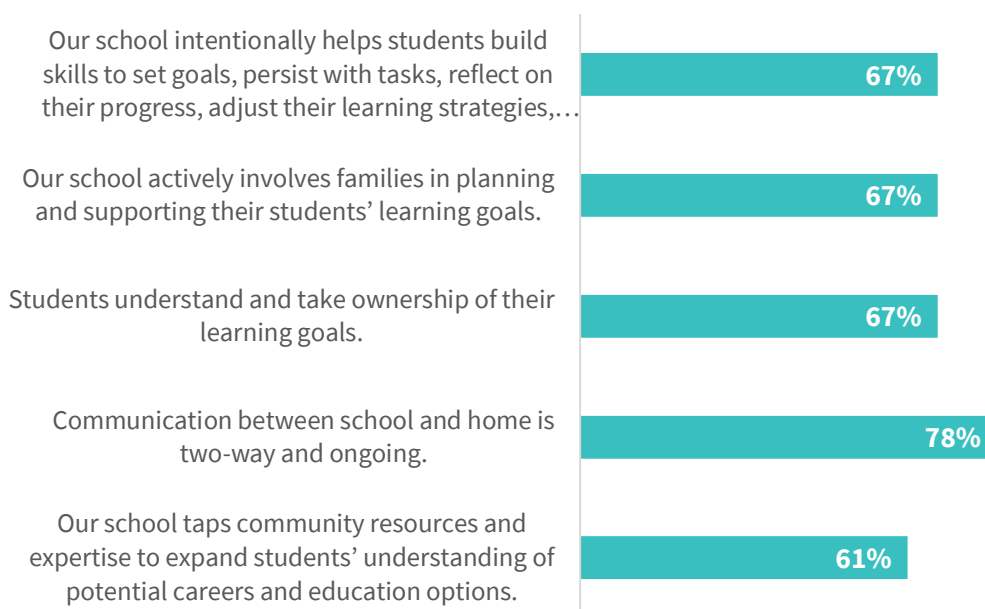 Our school intentionally helps students build
skills to set goals, persist with tasks, reflect on
their progress, adjust their learning strategies,…
67%
Our school actively involves families in planning
and supporting their students’ learning goals.
67%
Students understand and take ownership of their
learning goals.
67%
Communication between school and home is
two-way and ongoing.
78%
Our school taps community resources and
expertise to expand students’ understanding of
potential careers and education options.
61%